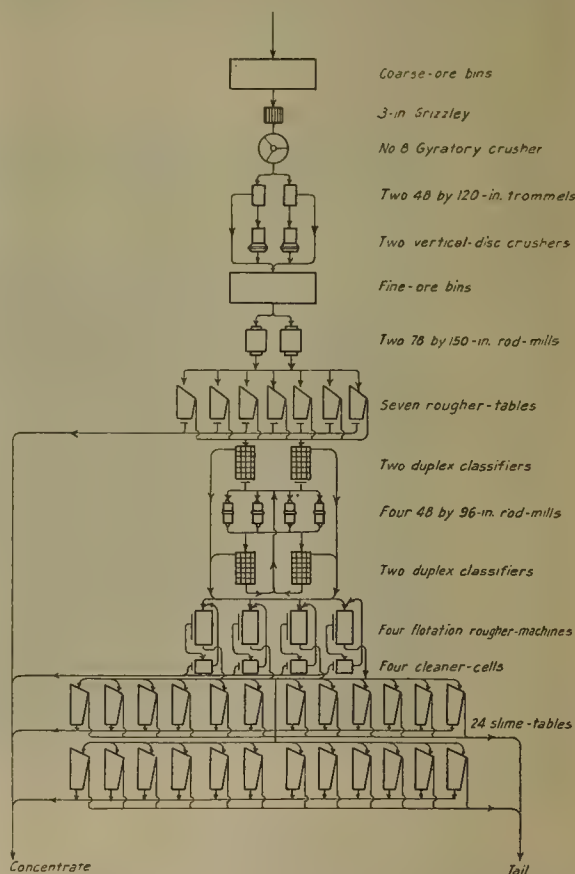 Coarse-ore bins
3-in Grizzley
No 8 Gyratory crusher
Two 48 by 120-in. trommels
Two vertical-disc crushers
Fine-ore bins
Two 78 by 150-in. rod-mills
Seven rougher-tables
Two duplex classifiers
Four 48 by 96-in. rod-mills
Two duplex classifiers
Four flotation rougher-machines
Four cleaner-cells
24 slime-tables
Concentrate
Tail